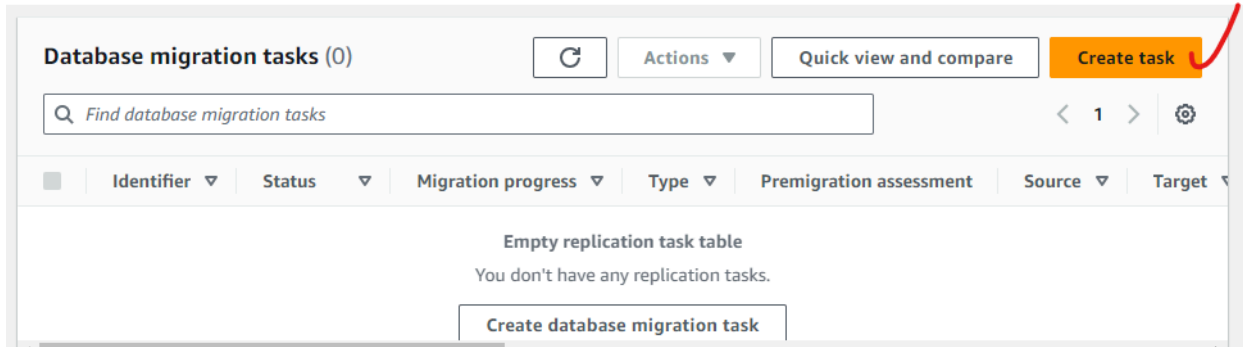 Database migration tasks (0)
Actions
Quick view and compare
Create task
Find database migration tasks
1
Identifier Status Migration progress Type Premigration assessment Source Target
Empty replication task table
You don't have any replication tasks.
Create database migration task